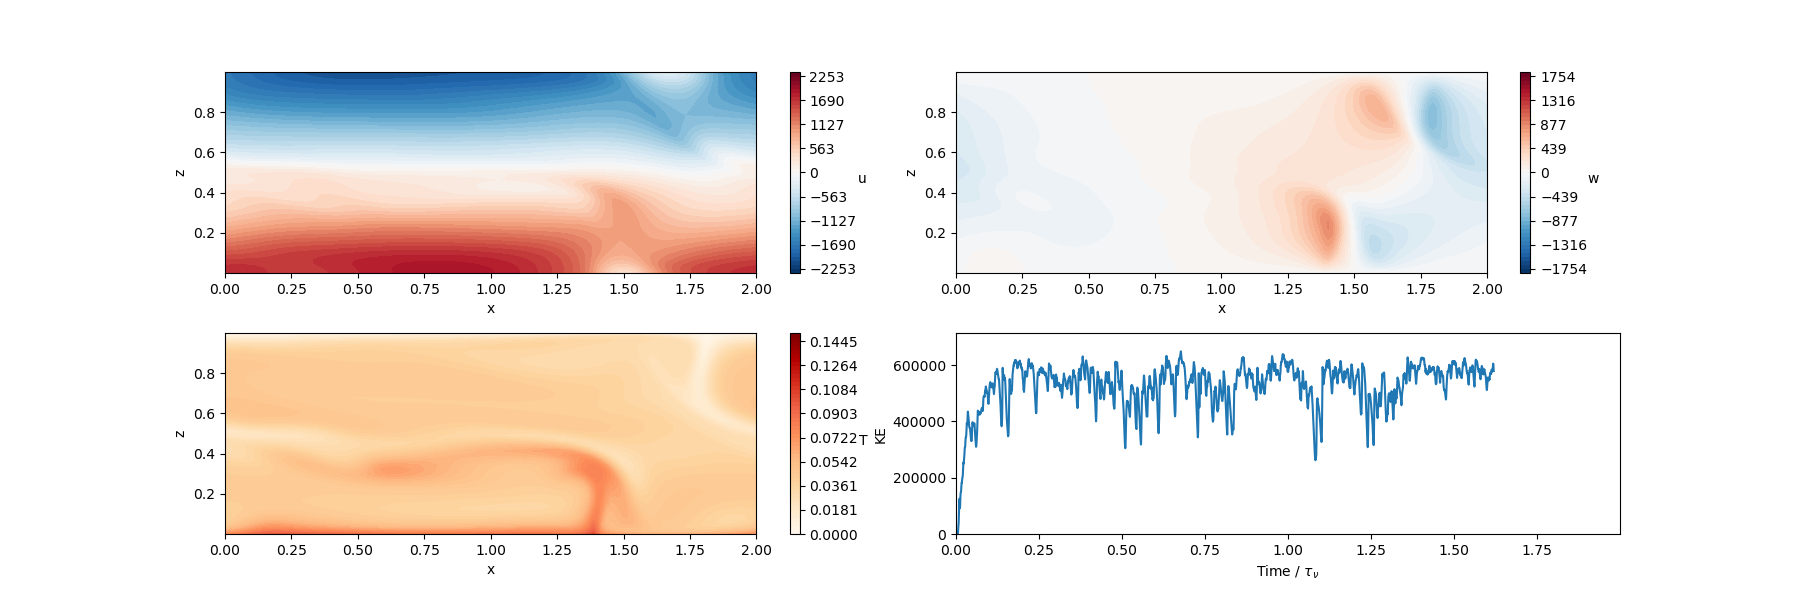 0.8
0.6
0.4
0.2
z
0.00 0.25 0.50 0.75 1.00 1.25 1.50 1.75 2.00
x
2253
1690
1127
563
0
−563
−1127
−1690
−2253
u
0.8
0.6
0.4
0.2
z
0.00 0.25 0.50 0.75 1.00 1.25 1.50 1.75 2.00
x
1754
1316
877
439
0
−439
−877
−1316
−1754
w
0.8
0.6
0.4
0.2
z
0.00 0.25 0.50 0.75 1.00 1.25 1.50 1.75 2.00
x
0.1445
0.1264
0.1084
0.0903
0.0722
0.0542
0.0361
0.0181
0.0000
T
KE
600000
400000
200000
0
0.00 0.25 0.50 0.75 1.00 1.25 1.50 1.75
Time / τν